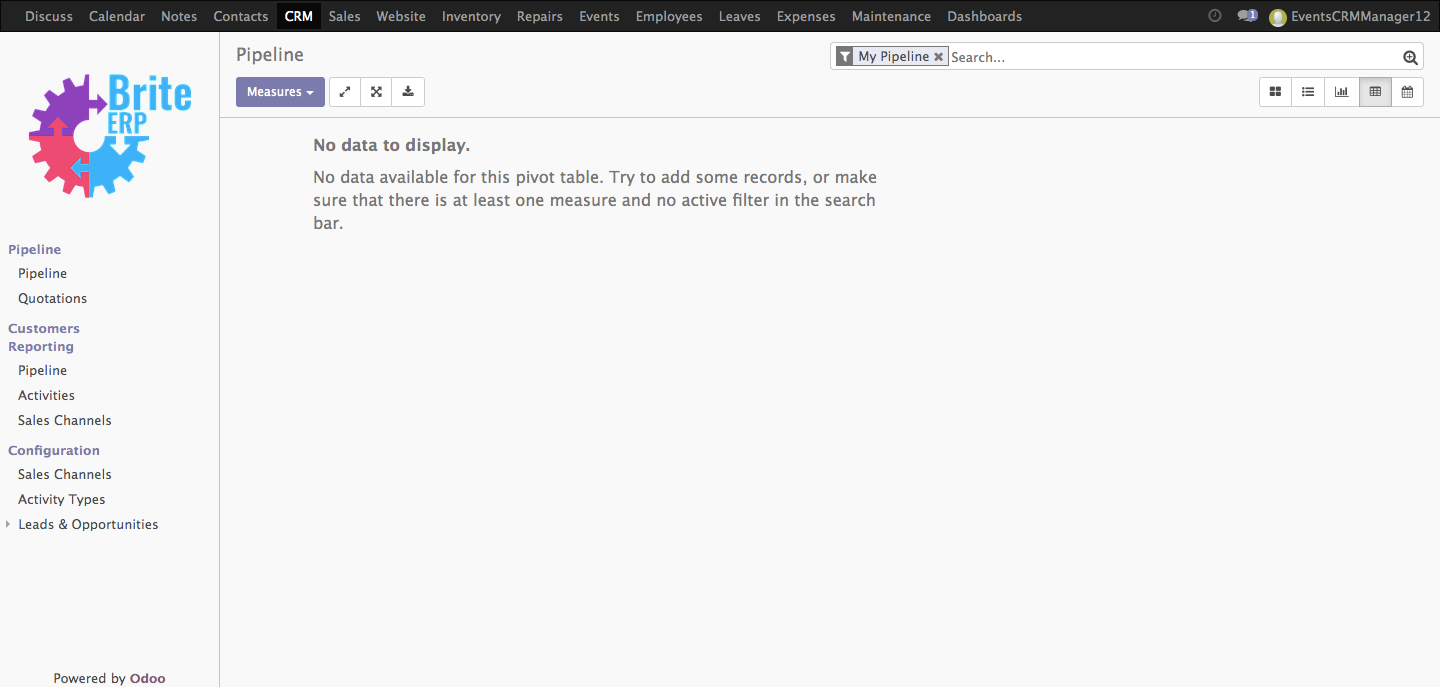 Discuss Calendar Notes Contacts CRM Sales Website Inventory Repairs Events Employees Leaves Expenses Maintenance Dashboards 1 EventsCRMManager12
Brite
ERP
Pipeline
My Pipeline Search...
Measures
No data to display.
No data available for this pivot table. Try to add some records, or make
sure that there is at least one measure and no active filter in the search
bar.
Pipeline
Pipeline
Quotations
Customers
Reporting
Pipeline
Activities
Sales Channels
Configuration
Sales Channels
Activity Types
Leads & Opportunities
Powered by Odoo